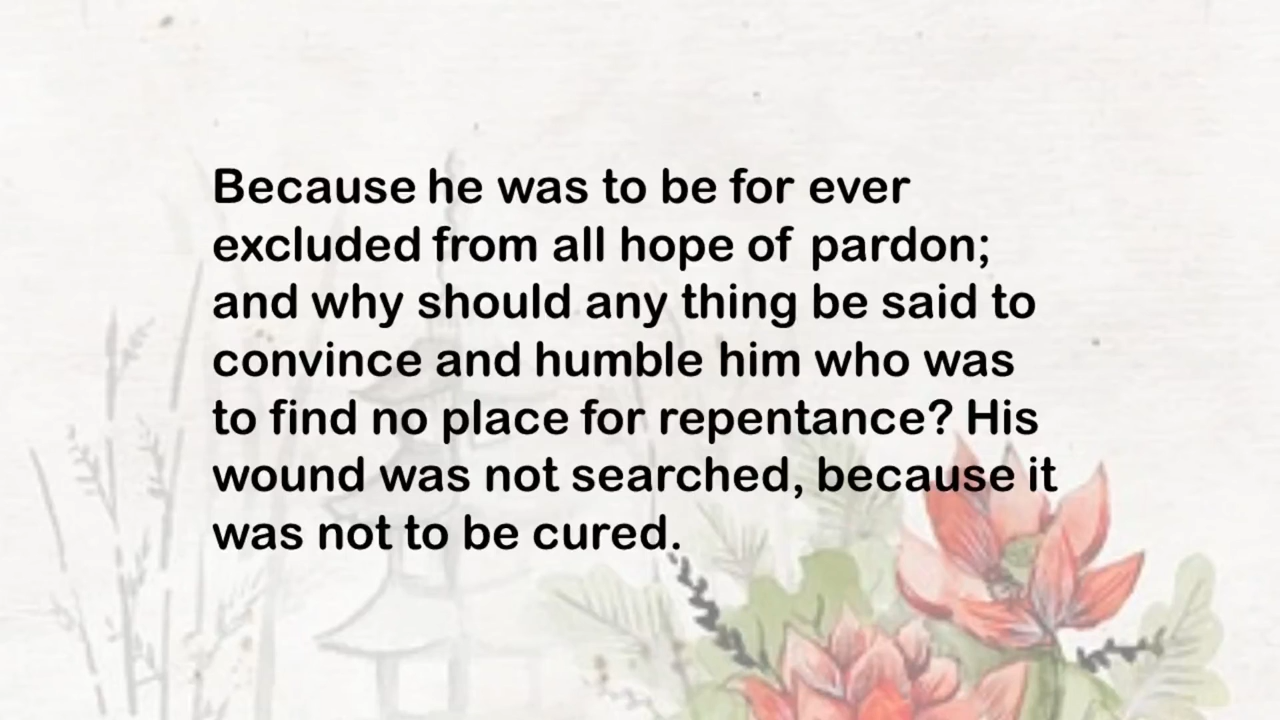 Because he was to be for ever
excluded from all hope of pardon;
and why should any thing be said to
convince and humble him who was
to find no place for repentance? His
wound was not searched, because it
was not to be cured.